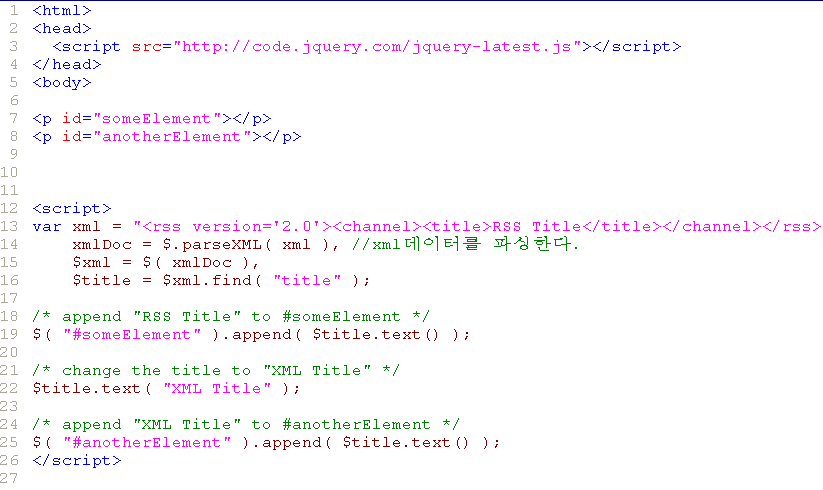 1 <html>
2 <head>
3   <script src="http://code.jquery.com/jquery-latest.js"></script>
4 </head>
5 <body>
6
7 <p id="someElement"></p>
8 <p id="anotherElement"></p>
9
10
11
12 <script>
13 var xml = "<rss version='2.0'><channel><title>RSS Title</title></channel></rss>
14     xmlDoc = $.parseXML( xml ), //xml데이터를 파싱한다.
15     $xml = $( xmlDoc ),
16     $title = $xml.find( "title" );
17
18 /* append "RSS Title" to #someElement */
19 $( "#someElement" ).append( $title.text() );
20
21 /* change the title to "XML Title" */
22 $title.text( "XML Title" );
23
24 /* append "XML Title" to #anotherElement */
25 $( "#anotherElement" ).append( $title.text() );
26 </script>
27